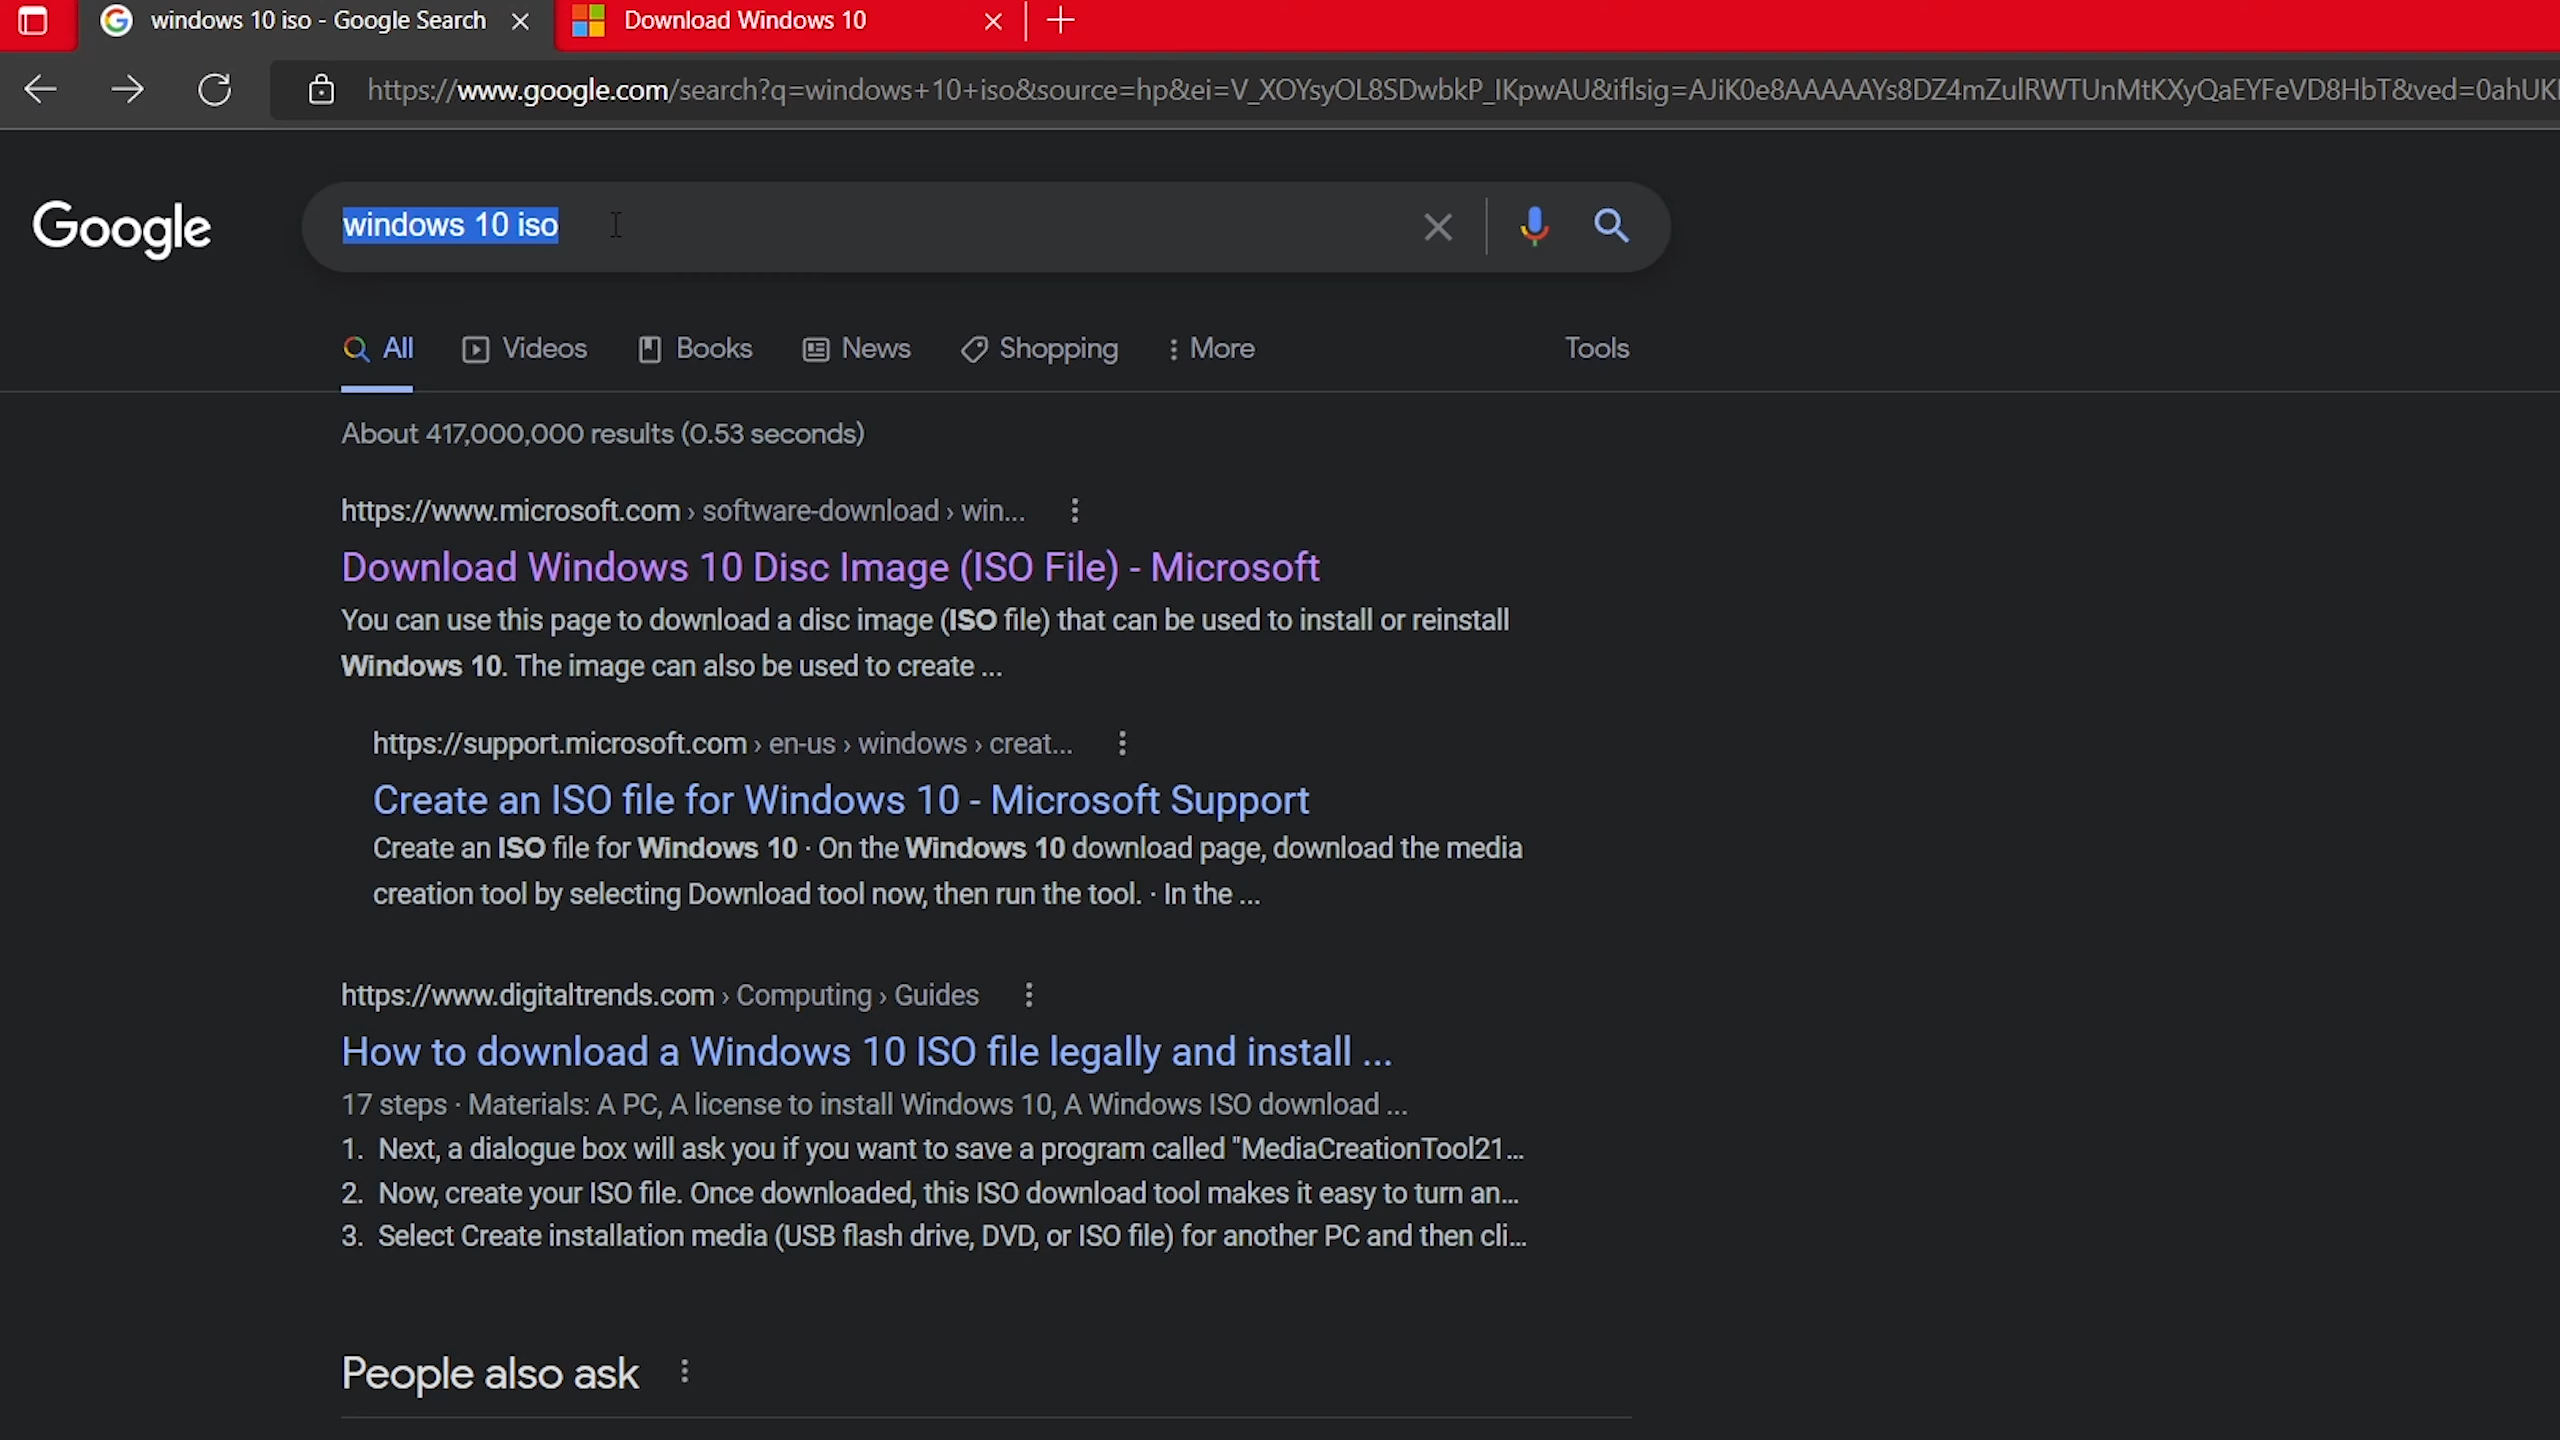 windows 10 iso - Google Search
Download Windows 10
https://www.google.com/search?q=windows+10+iso&source=hp&ei=V_XOYsyOL8SDwbkP_IKpwAU&iflsig=AJiK0e8AAAAAYs8DZ4mZulRWTUnMtKXyQaEYFeVD8HbT&ved=0ahUKI
Google
windows 10 iso
All Videos Books News Shopping More Tools
About 417,000,000 results (0.53 seconds)
https://www.microsoft.com › software-download › win...
Download Windows 10 Disc Image (ISO File) - Microsoft
You can use this page to download a disc image (ISO file) that can be used to install or reinstall
Windows 10. The image can also be used to create ...
https://support.microsoft.com › en-us › windows › creat...
Create an ISO file for Windows 10 - Microsoft Support
Create an ISO file for Windows 10 · On the Windows 10 download page, download the media
creation tool by selecting Download tool now, then run the tool. · In the ...
https://www.digitaltrends.com › Computing › Guides
How to download a Windows 10 ISO file legally and install ...
17 steps · Materials: A PC, A license to install Windows 10, A Windows ISO download ...
1. Next, a dialogue box will ask you if you want to save a program called "MediaCreationTool21...
2. Now, create your ISO file. Once downloaded, this ISO download tool makes it easy to turn an...
3. Select Create installation media (USB flash drive, DVD, or ISO file) for another PC and then cli...
People also ask